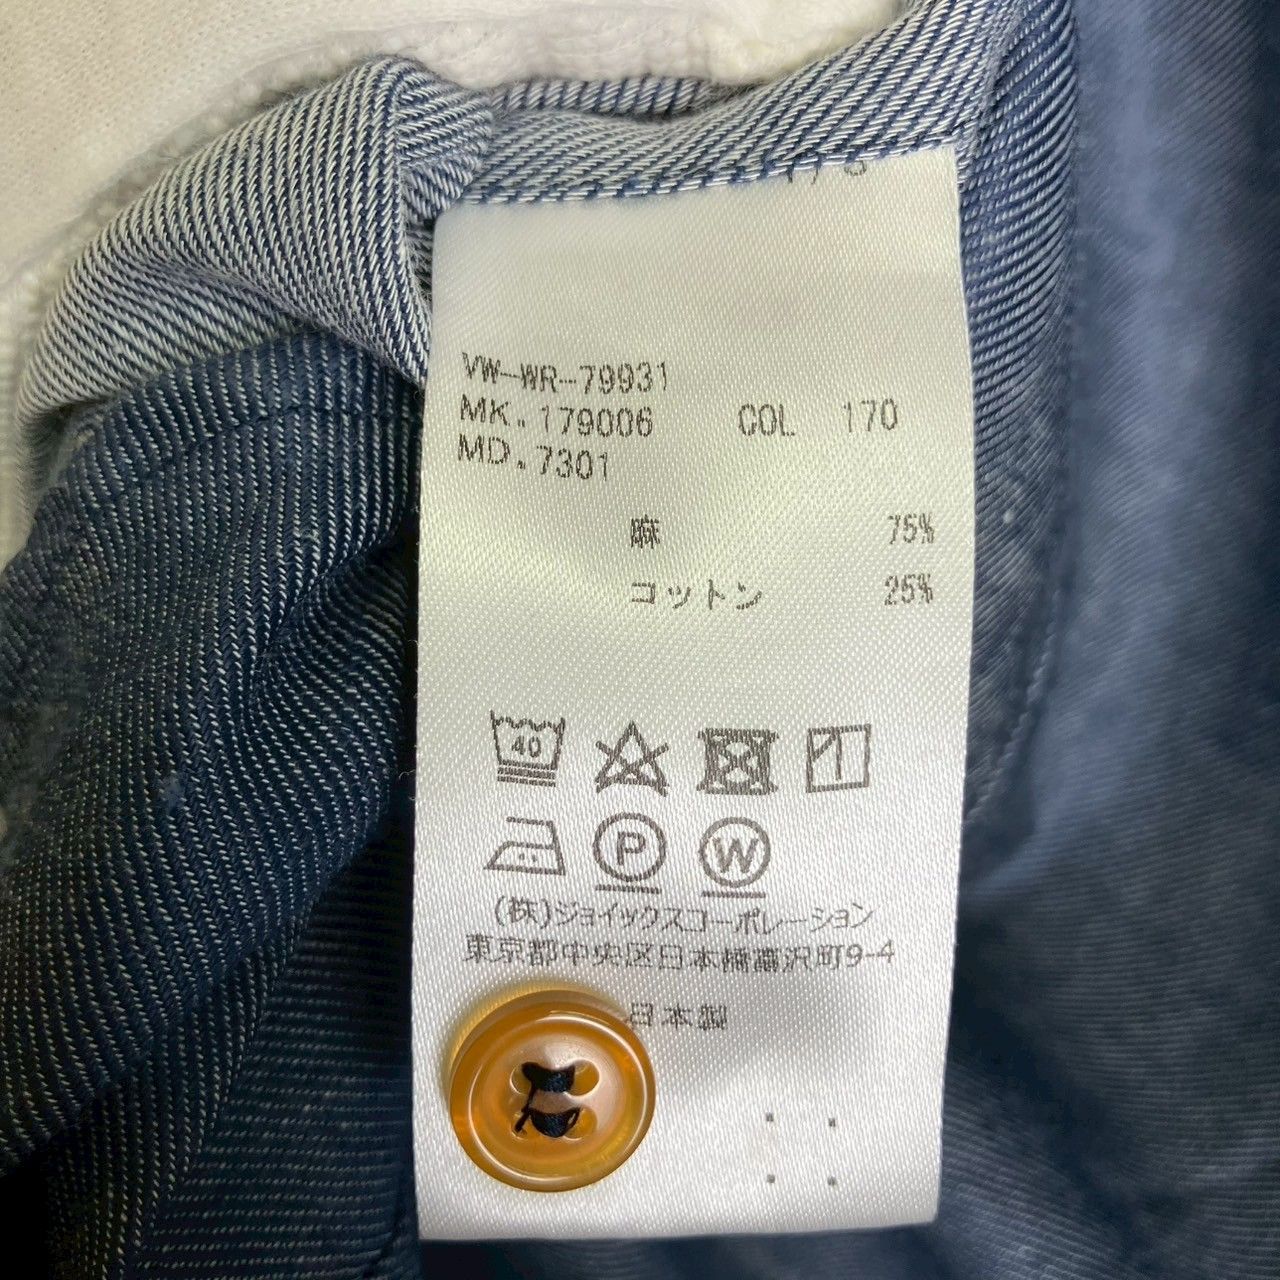 VW-WR-79931
MK.179006 COL 170
MD.7301
麻 75%
コットン 25%
40
P W
(株)ジョイックスコーポレーション
東京都中央区日本橋富沢町9-4
日本製